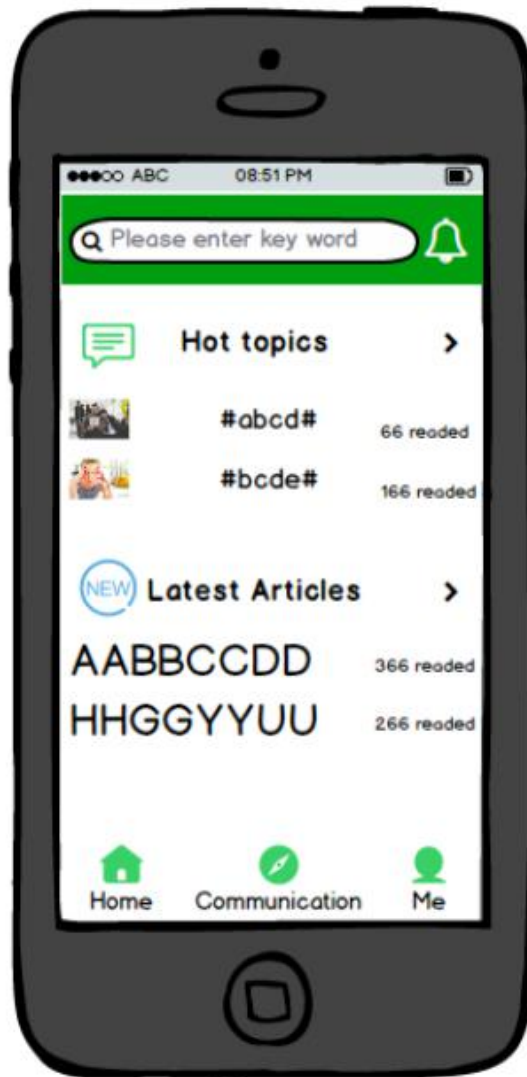 ABC 08:51 PM
Please enter key word
Hot topics
#abcd# 66 readed
#bcde# 166 readed
NEW Latest Articles
AABBCCDD 366 readed
HHGGYYUU 266 readed
Home Communication Me